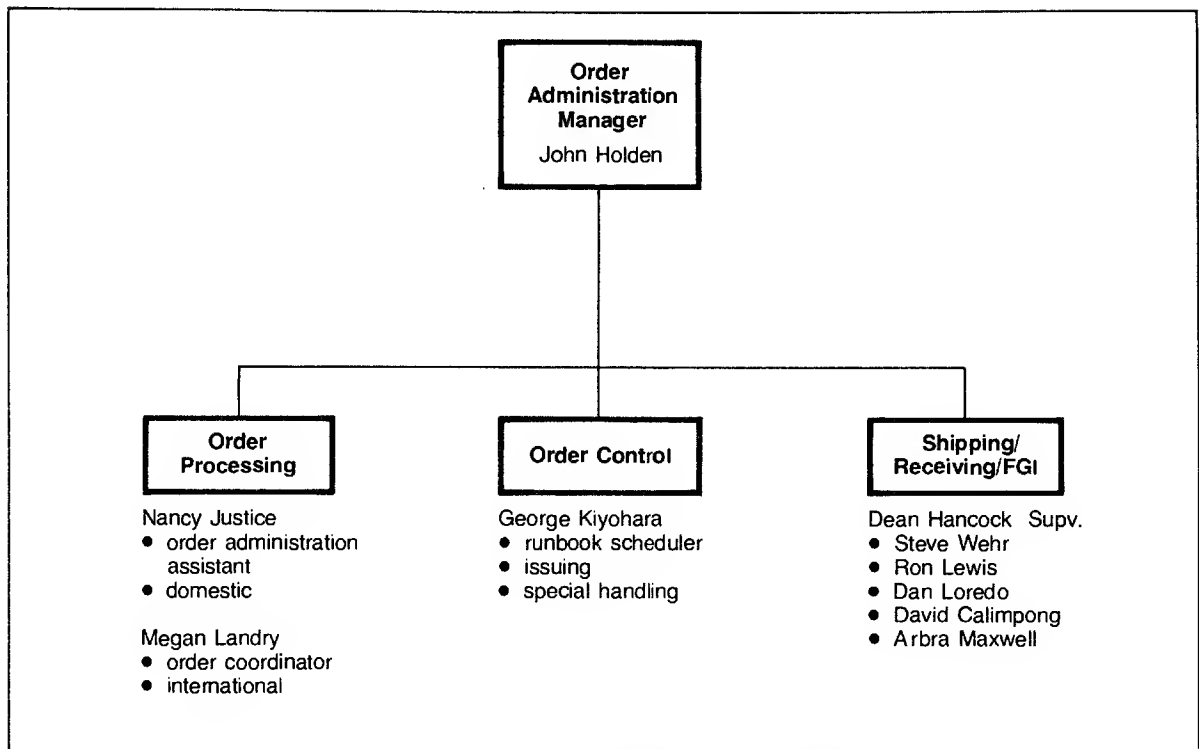 Order
Administration
Manager
John Holden
Order
Processing
Nancy Justice
● order administration
assistant
● domestic
Megan Landry
● order coordinator
● international
Order Control
George Kiyohara
● runbook scheduler
● issuing
● special handling
Shipping/
Receiving/FGI
Dean Hancock Supv.
● Steve Wehr
● Ron Lewis
● Dan Loredo
● David Calimpong
● Arbra Maxwell